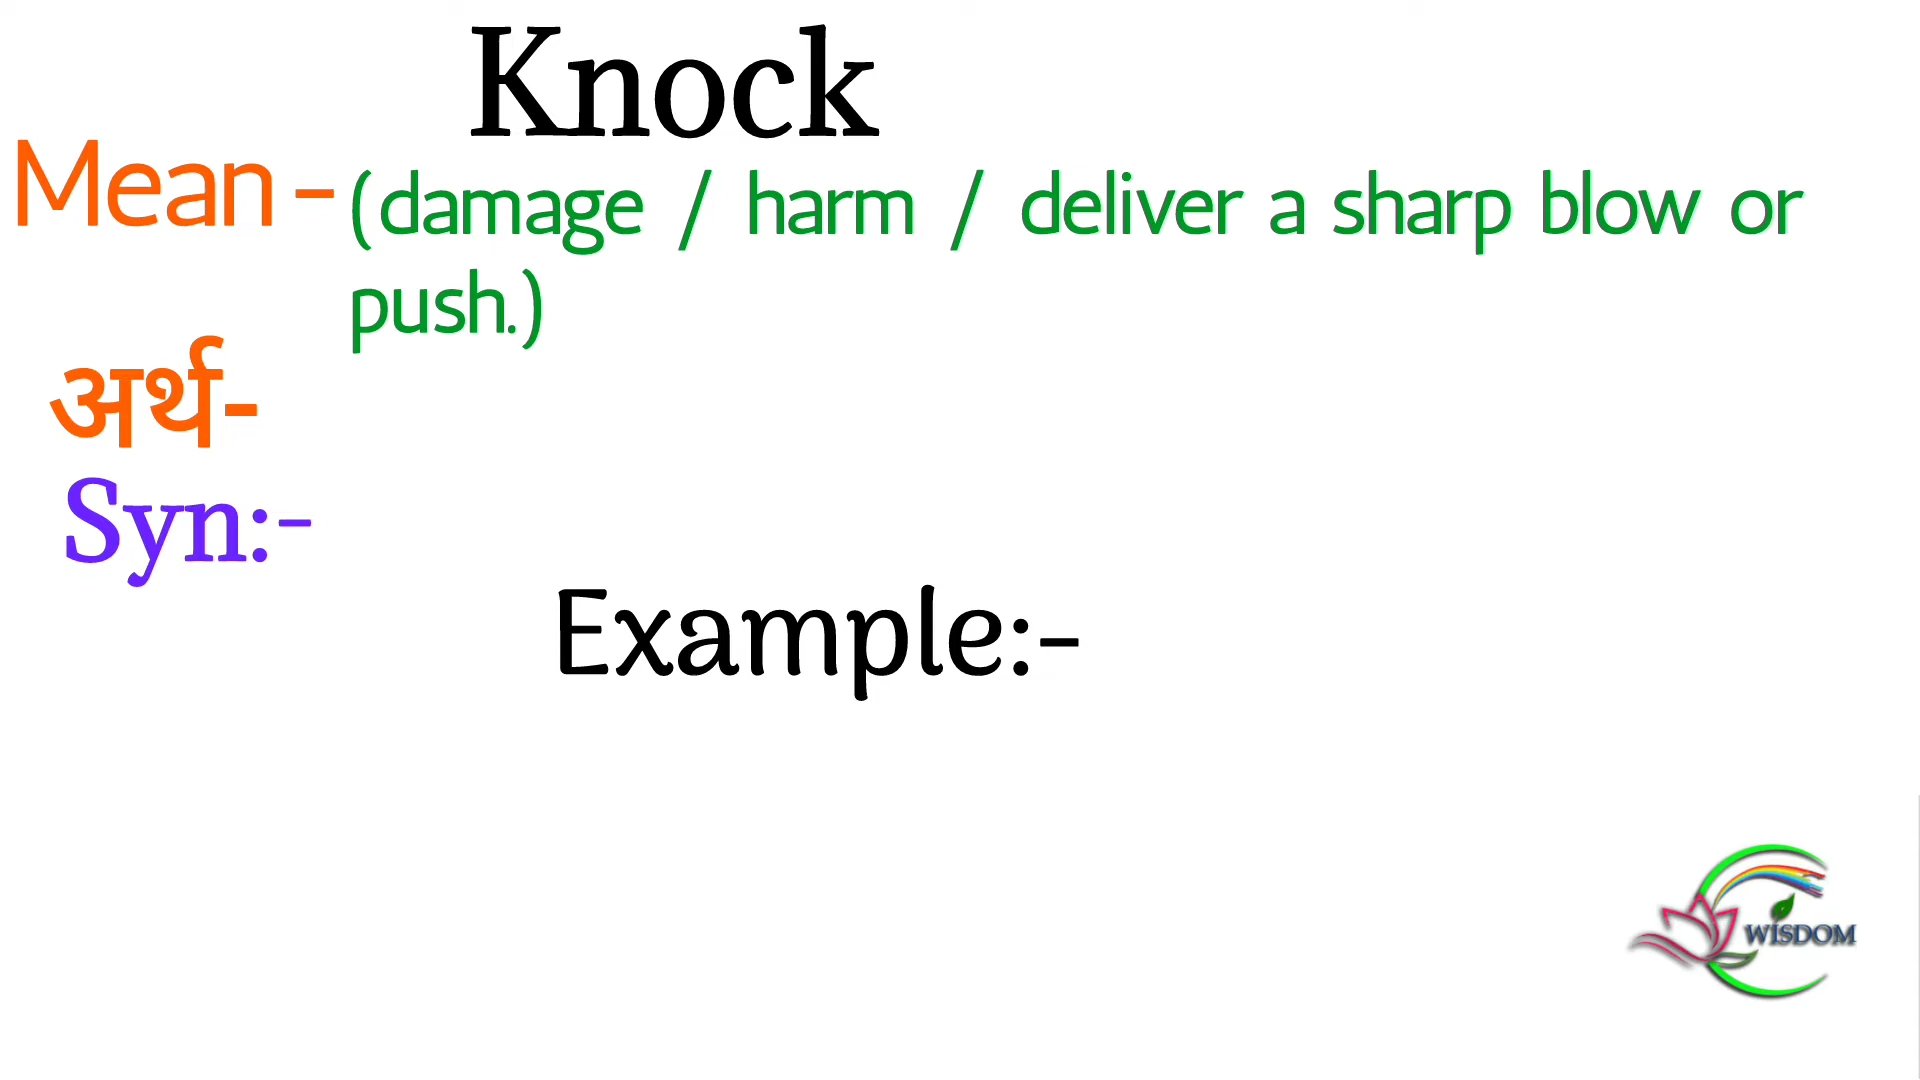 Knock
Mean - (damage / harm / deliver a sharp blow or
push.)
अर्थ-
Syn:-
Example:-
WISDOM